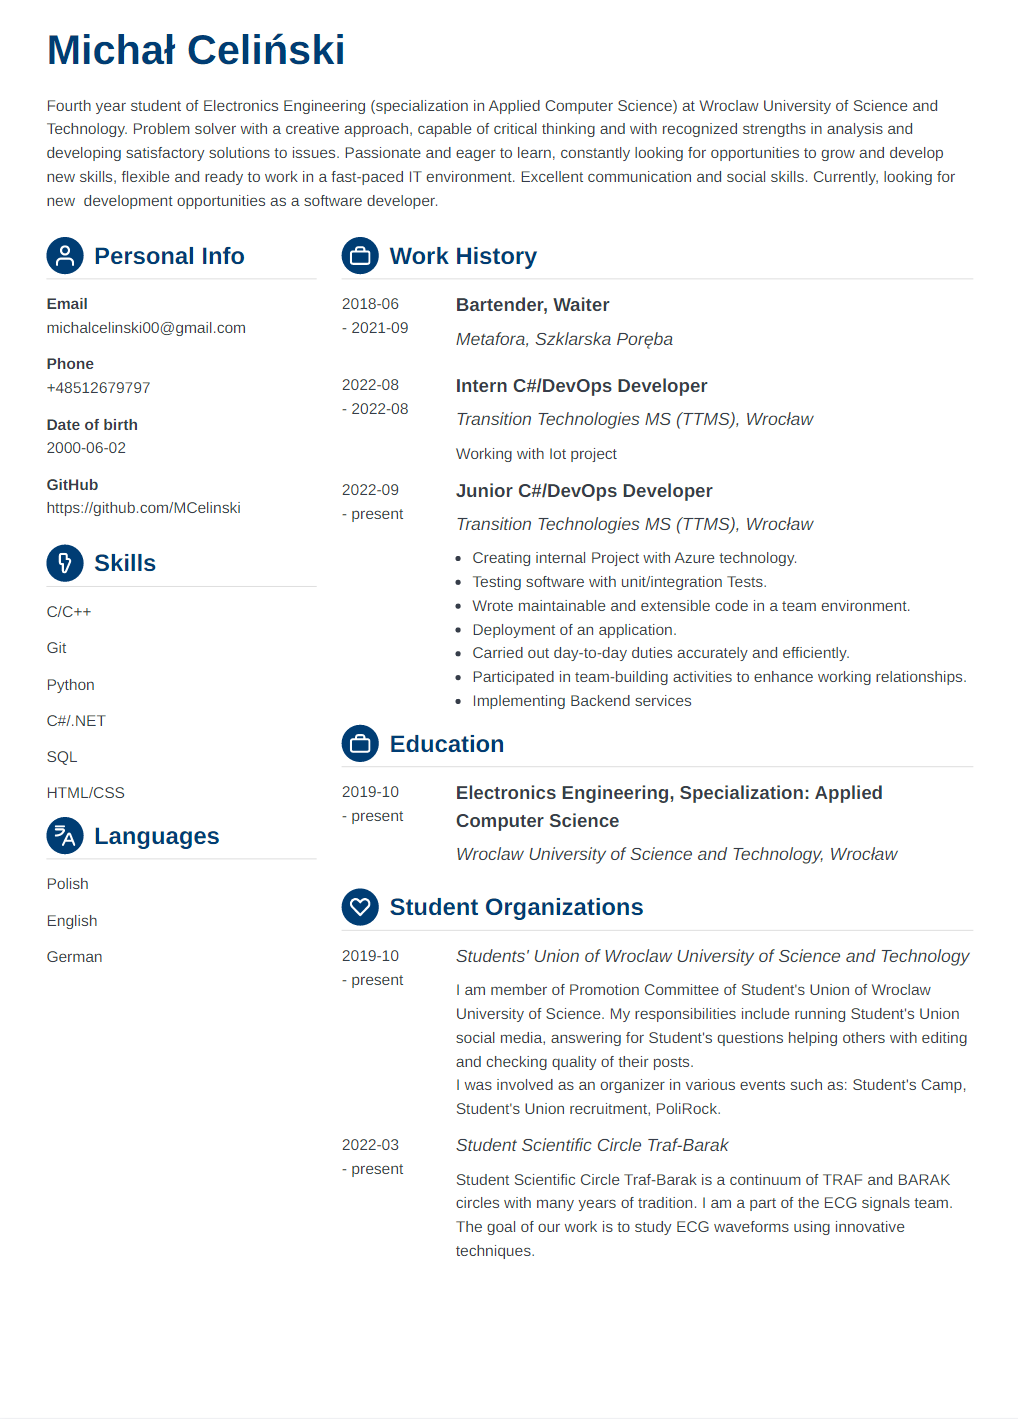 Michał Celiński
Fourth year student of Electronics Engineering (specialization in Applied Computer Science) at Wroclaw University of Science and
Technology. Problem solver with a creative approach, capable of critical thinking and with recognized strengths in analysis and
developing satisfactory solutions to issues. Passionate and eager to learn, constantly looking for opportunities to grow and develop
new skills, flexible and ready to work in a fast-paced IT environment. Excellent communication and social skills. Currently, looking for
new  development opportunities as a software developer.
Personal Info
Email
michalcelinski00@gmail.com
Phone
+48512679797
Date of birth
2000-06-02
GitHub
https://github.com/MCelinski
Skills
C/C++
Git
Python
C#/.NET
SQL
HTML/CSS
Languages
Polish
English
German
Work History
2018-06
- 2021-09
Bartender, Waiter
Metafora, Szklarska Poręba
2022-08
- 2022-08
Intern C#/DevOps Developer
Transition Technologies MS (TTMS), Wrocław
Working with Iot project
2022-09
- present
Junior C#/DevOps Developer
Transition Technologies MS (TTMS), Wrocław
• Creating internal Project with Azure technology.
• Testing software with unit/integration Tests.
• Wrote maintainable and extensible code in a team environment.
• Deployment of an application.
• Carried out day-to-day duties accurately and efficiently.
• Participated in team-building activities to enhance working relationships.
• Implementing Backend services
Education
2019-10
- present
Electronics Engineering, Specialization: Applied
Computer Science
Wroclaw University of Science and Technology, Wrocław
Student Organizations
2019-10
- present
Students' Union of Wroclaw University of Science and Technology
I am member of Promotion Committee of Student's Union of Wroclaw
University of Science. My responsibilities include running Student's Union
social media, answering for Student's questions helping others with editing
and checking quality of their posts.
I was involved as an organizer in various events such as: Student's Camp,
Student's Union recruitment, PoliRock.
2022-03
- present
Student Scientific Circle Traf-Barak
Student Scientific Circle Traf-Barak is a continuum of TRAF and BARAK
circles with many years of tradition. I am a part of the ECG signals team.
The goal of our work is to study ECG waveforms using innovative
techniques.